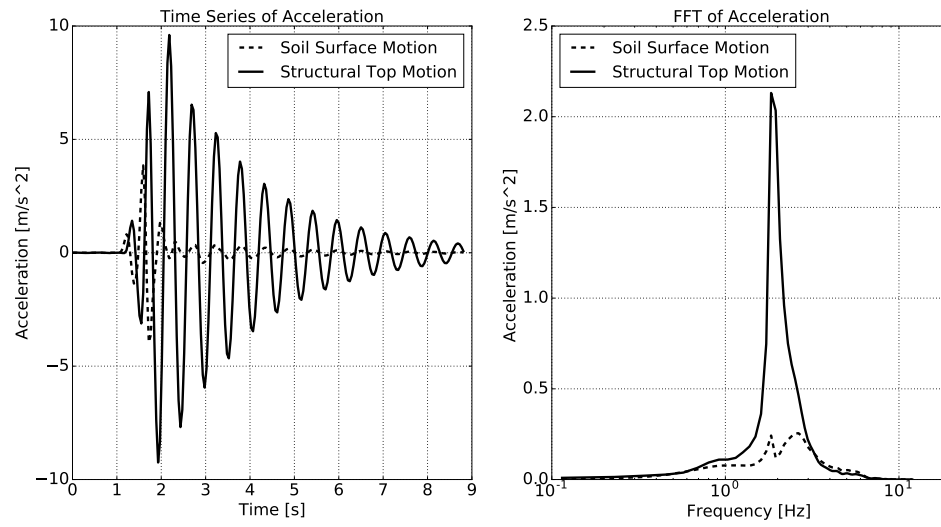 Time Series of Acceleration
Soil Surface Motion
Structural Top Motion
Acceleration [m/s^2]
10
5
0
−5
−10
0 1 2 3 4 5 6 7 8 9
Time [s]
FFT of Acceleration
Soil Surface Motion
Structural Top Motion
Acceleration [m/s^2]
2.5
2.0
1.5
1.0
0.5
0.0
10^-1 10^0 10^1
Frequency [Hz]